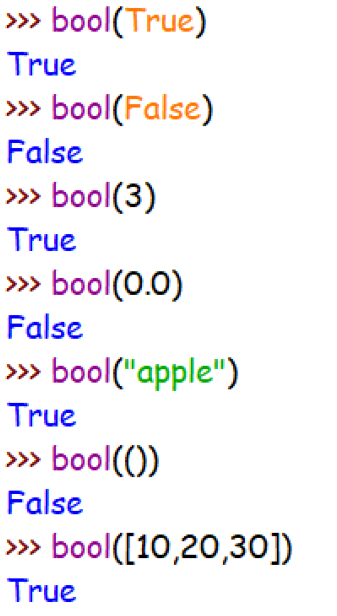 >>> bool(True)
True
>>> bool(False)
False
>>> bool(3)
True
>>> bool(0.0)
False
>>> bool("apple")
True
>>> bool(())
False
>>> bool([10,20,30])
True